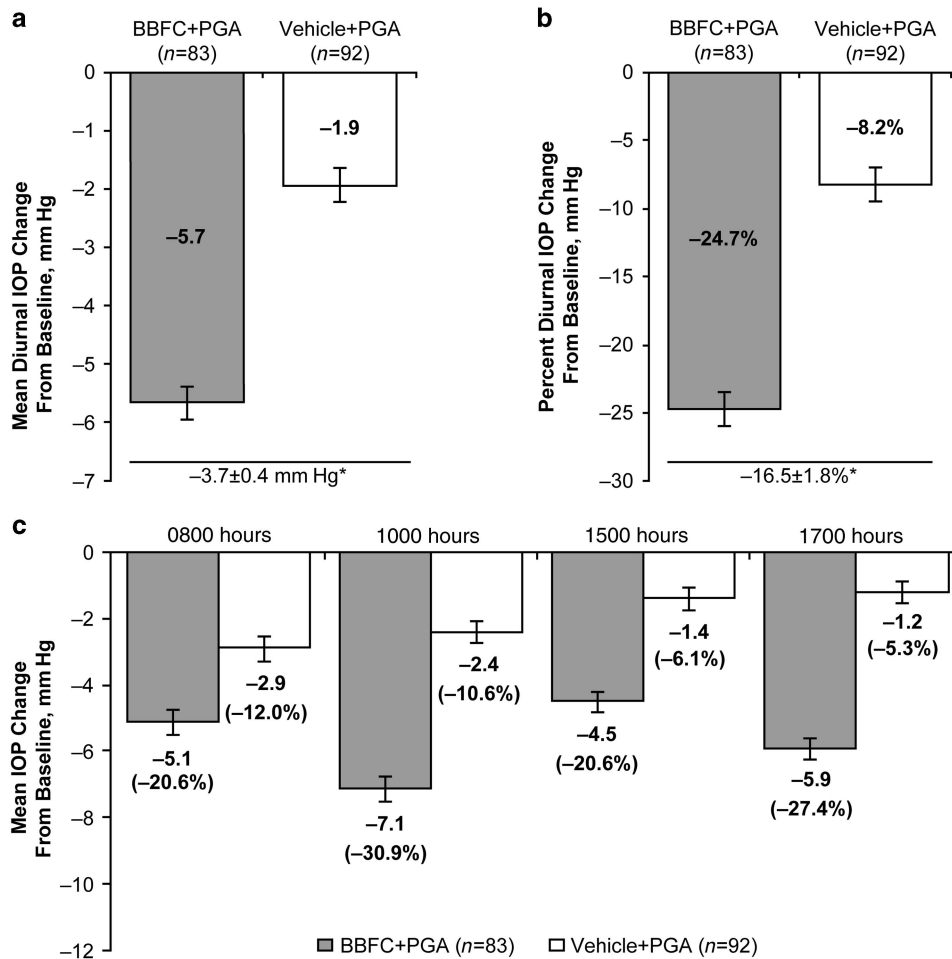 a
BBFC+PGA
(n=83)
Vehicle+PGA
(n=92)
Mean Diurnal IOP Change
From Baseline, mm Hg
0
–1
–2
–3
–4
–5
–6
–7
–5.7
–1.9
–3.7±0.4 mm Hg*
b
BBFC+PGA
(n=83)
Vehicle+PGA
(n=92)
Percent Diurnal IOP Change
From Baseline, mm Hg
0
–5
–10
–15
–20
–25
–30
–24.7%
–8.2%
–16.5±1.8%*
c
0800 hours
1000 hours
1500 hours
1700 hours
Mean IOP Change
From Baseline, mm Hg
0
–2
–4
–6
–8
–10
–12
–5.1
(–20.6%)
–2.9
(–12.0%)
–7.1
(–30.9%)
–2.4
(–10.6%)
–4.5
(–20.6%)
–1.4
(–6.1%)
–5.9
(–27.4%)
–1.2
(–5.3%)
BBFC+PGA (n=83)
Vehicle+PGA (n=92)